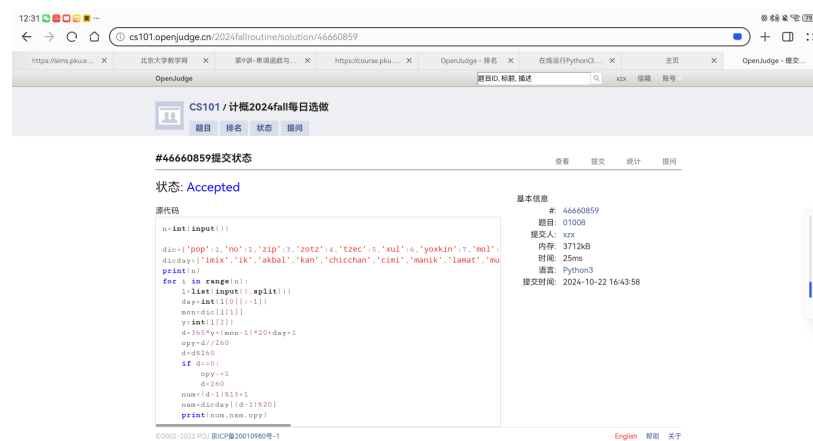 12:31
cs101.openjudge.cn/2024fallroutine/solution/46660859
https://sims.pku.e... × 北京大学教学网 × 第9讲-单调函数与... × https://course.pku.... × OpenJudge - 排名 × 在线运行Python(3.... × 主页 × OpenJudge - 提交...
OpenJudge 题目ID, 标题, 描述 xzx 信箱 账号
CS101 / 计概2024fall每日选做
题目 排名 状态 提问
#46660859提交状态 查看 提交 统计 提问
状态: Accepted
源代码
n=int(input())
dic={'pop':1,'no':2,'zip':3,'zotz':4,'tzec':5,'xul':6,'yoxkin':7,'mol':
dicday=['imix','ik','akbal','kan','chicchan','cimi','manik','lamat','mu
print(n)
for i in range(n):
    l=list(input().split())
    day=int(l[0][:-1])
    mon=dic[l[1]]
    y=int(l[2])
    d=365*y+(mon-1)*20+day+1
    opy=d//260
    d=d%260
    if d==0:
        opy-=1
        d=260
    num=(d-1)%13+1
    nam=dicday[(d-1)%20]
    print(num,nam,opy)
基本信息
#: 46660859
题目: 01008
提交人: xzx
内存: 3712kB
时间: 25ms
语言: Python3
提交时间: 2024-10-22 16:43:58
©2002-2022 POJ 京ICP备20010980号-1 English 帮助 关于